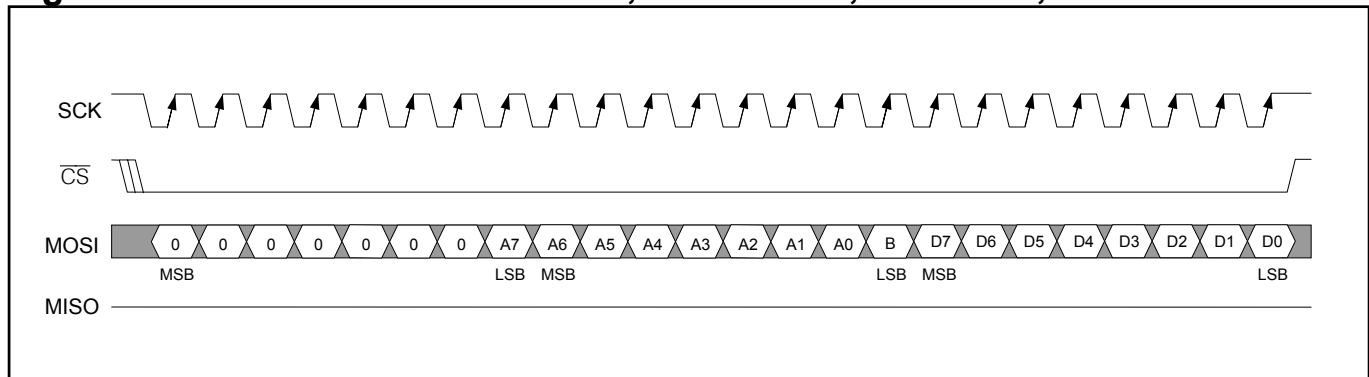 SCK
CS
MOSI 0 0 0 0 0 0 0 A7 A6 A5 A4 A3 A2 A1 A0 B D7 D6 D5 D4 D3 D2 D1 D0
MSB LSB MSB LSB MSB LSB
MISO